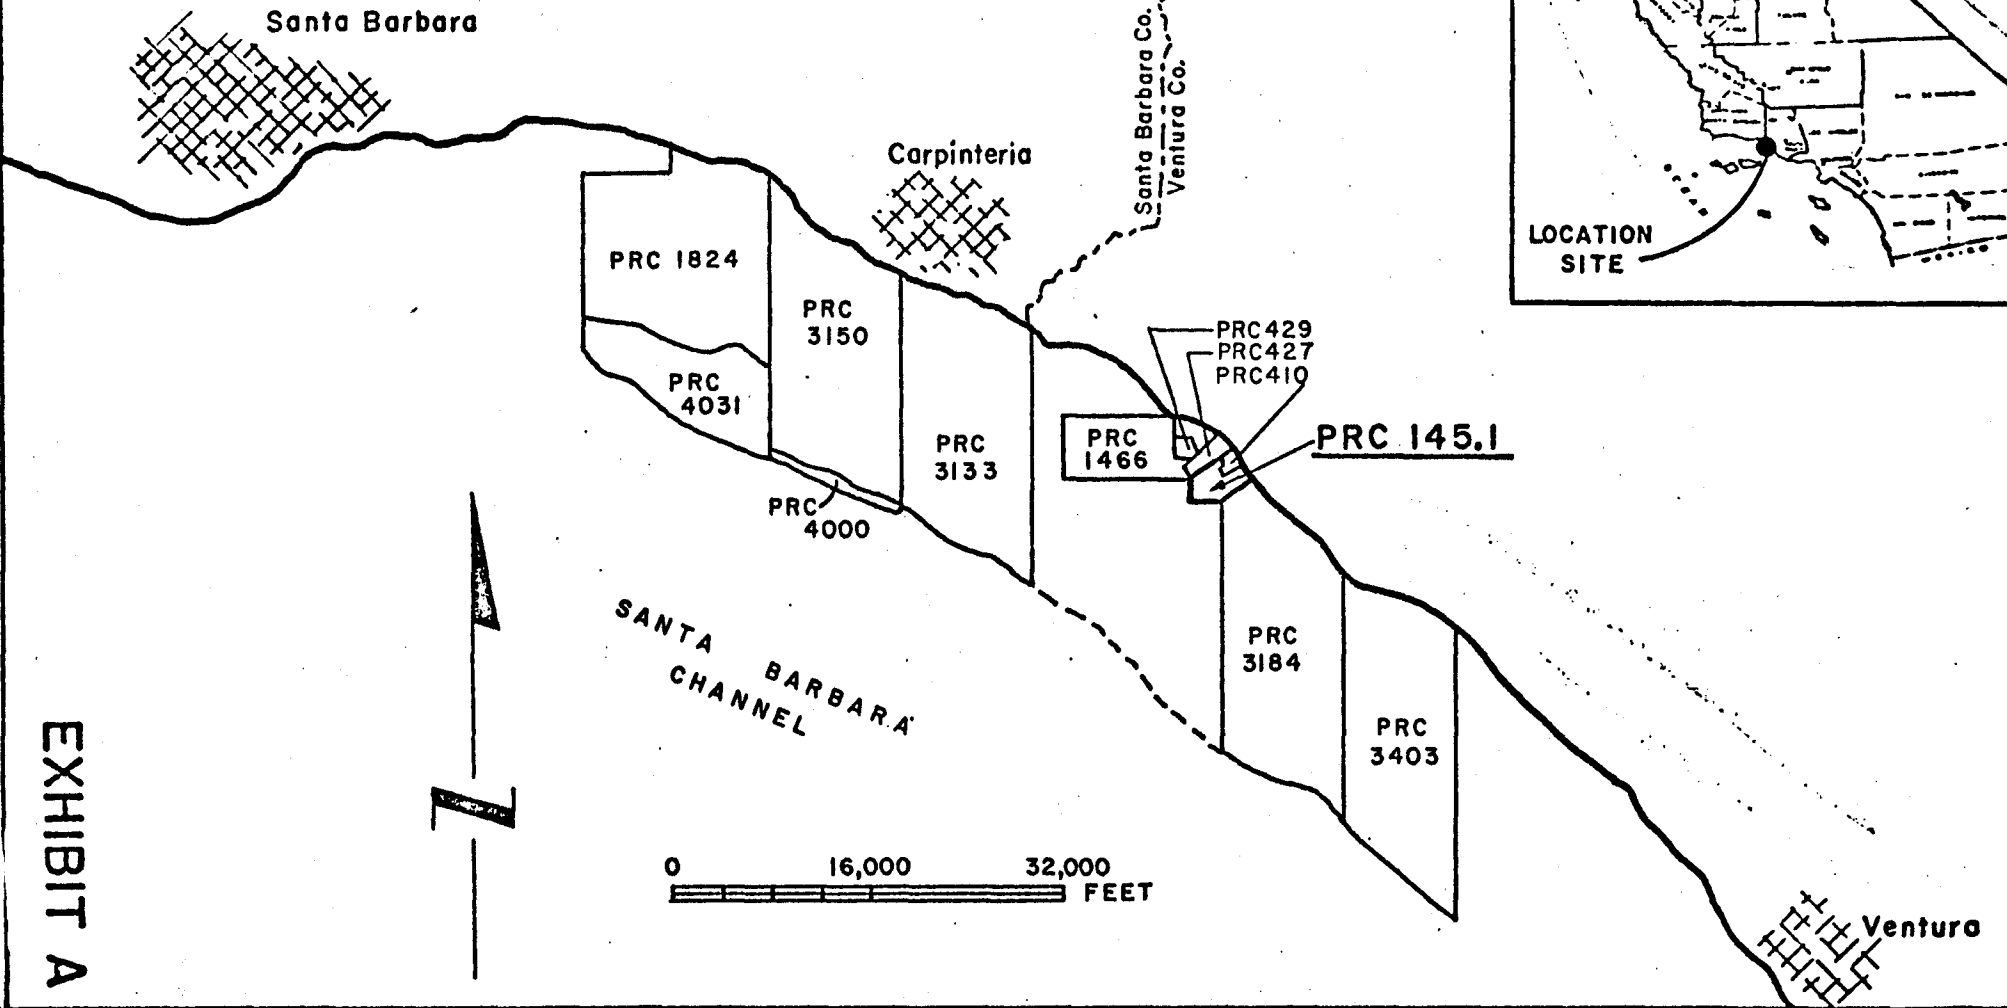 Santa Barbara
Santa Barbara Co.
Ventura Co.
Carpinteria
LOCATION
SITE
PRC 1824
PRC
3150
PRC429
PRC427
PRC410
PRC
4031
PRC 145.1
PRC
1466
PRC
3133
PRC
4000
SANTA BARBARA
CHANNEL
PRC
3184
PRC
3403
N
0 16,000 32,000
FEET
Ventura
EXHIBIT A